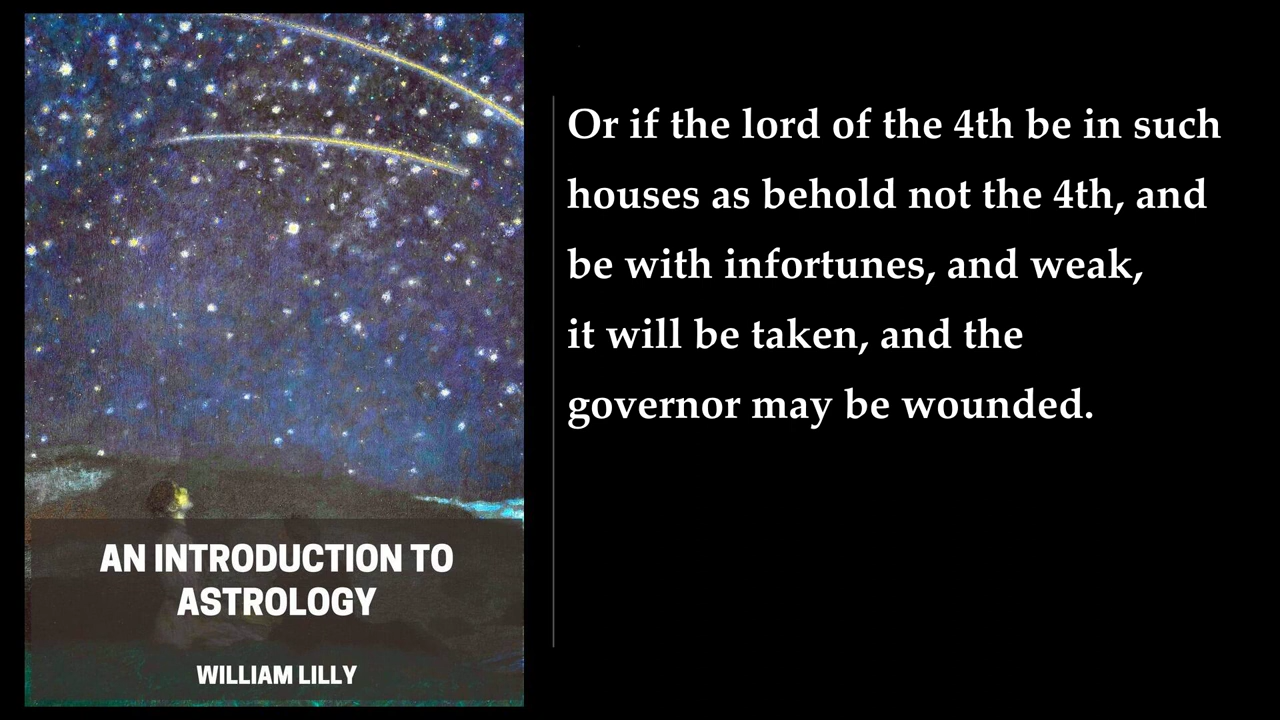 Or if the lord of the 4th be in such
houses as behold not the 4th, and
be with infortunes, and weak,
it will be taken, and the
governor may be wounded.
AN INTRODUCTION TO
ASTROLOGY
WILLIAM LILLY